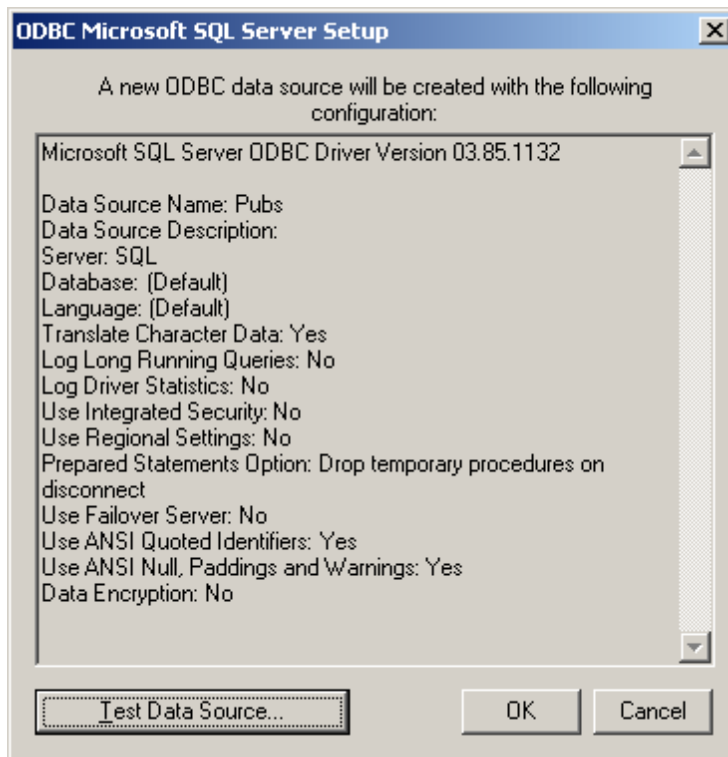 ODBC Microsoft SQL Server Setup
A new ODBC data source will be created with the following
configuration:
Microsoft SQL Server ODBC Driver Version 03.85.1132
Data Source Name: Pubs
Data Source Description:
Server: SQL
Database: (Default)
Language: (Default)
Translate Character Data: Yes
Log Long Running Queries: No
Log Driver Statistics: No
Use Integrated Security: No
Use Regional Settings: No
Prepared Statements Option: Drop temporary procedures on
disconnect
Use Failover Server: No
Use ANSI Quoted Identifiers: Yes
Use ANSI Null, Paddings and Warnings: Yes
Data Encryption: No
Test Data Source... OK Cancel